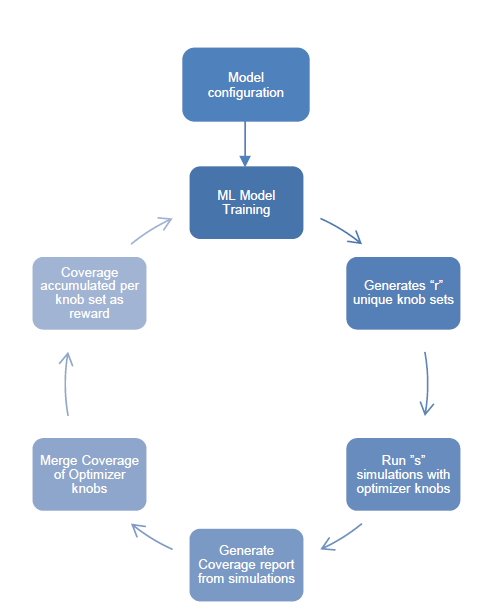 Model
configuration
ML Model
Training
Generates “r”
unique knob sets
Run ”s”
simulations with
optimizer knobs
Generate
Coverage report
from simulations
Merge Coverage
of Optimizer
knobs
Coverage
accumulated per
knob set as
reward